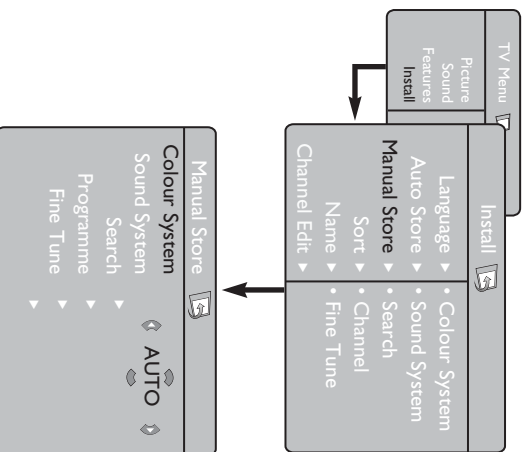 TV Menu
Picture
Sound
Features
Install
Install
Language • Colour System
Auto Store • Sound System
Manual Store • Search
Sort • Channel
Name • Fine Tune
Channel Edit
Manual Store
Colour System AUTO
Sound System
Search
Programme
Fine Tune